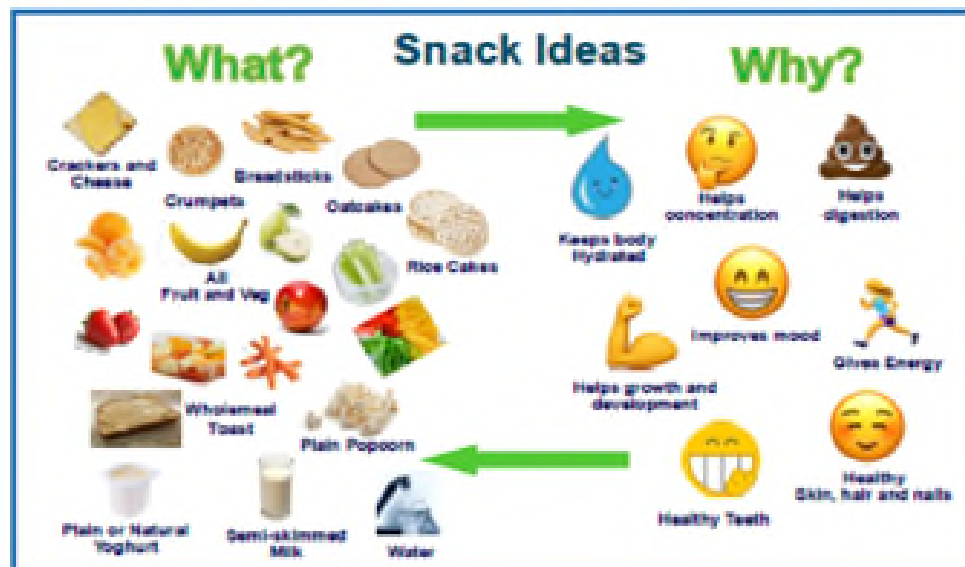 Snack Ideas
What?
Why?
Crackers and
Cheese
Crumpets
Breadsticks
Oatcakes
Rice Cakes
All
Fruit and Veg
Wholemeal
Toast
Plain Popcorn
Plain or Natural
Yoghurt
Semi-skimmed
Milk
Water
Keeps body
Hydrated
Helps
concentration
Helps
digestion
Improves mood
Gives Energy
Helps growth and
development
Healthy Teeth
Healthy
Skin, hair and nails